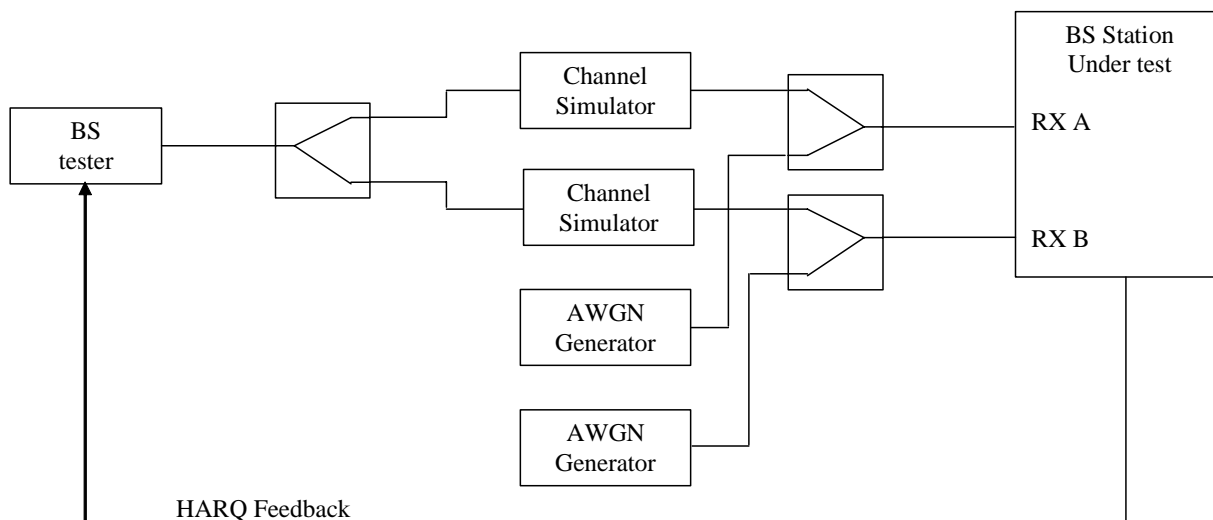 BS
tester
Channel
Simulator
Channel
Simulator
AWGN
Generator
AWGN
Generator
BS Station
Under test
RX A
RX B
HARQ Feedback